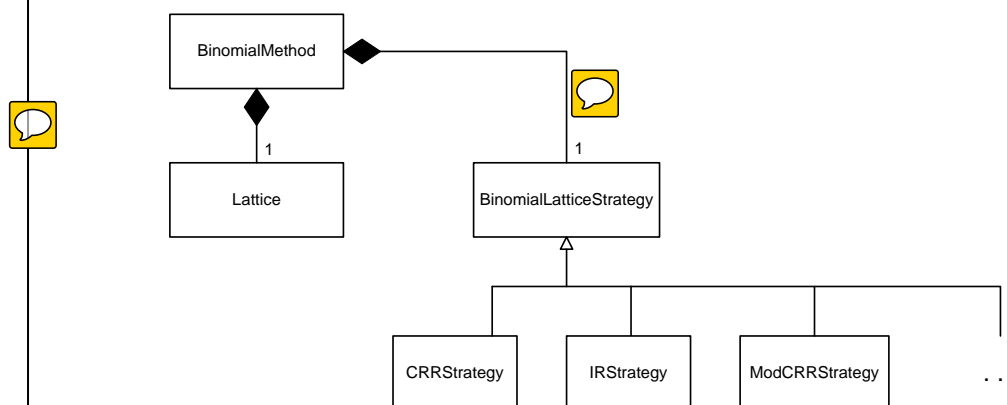 BinomialMethod
1
1
Lattice
BinomialLatticeStrategy
CRRStrategy
IRStrategy
ModCRRStrategy
. .